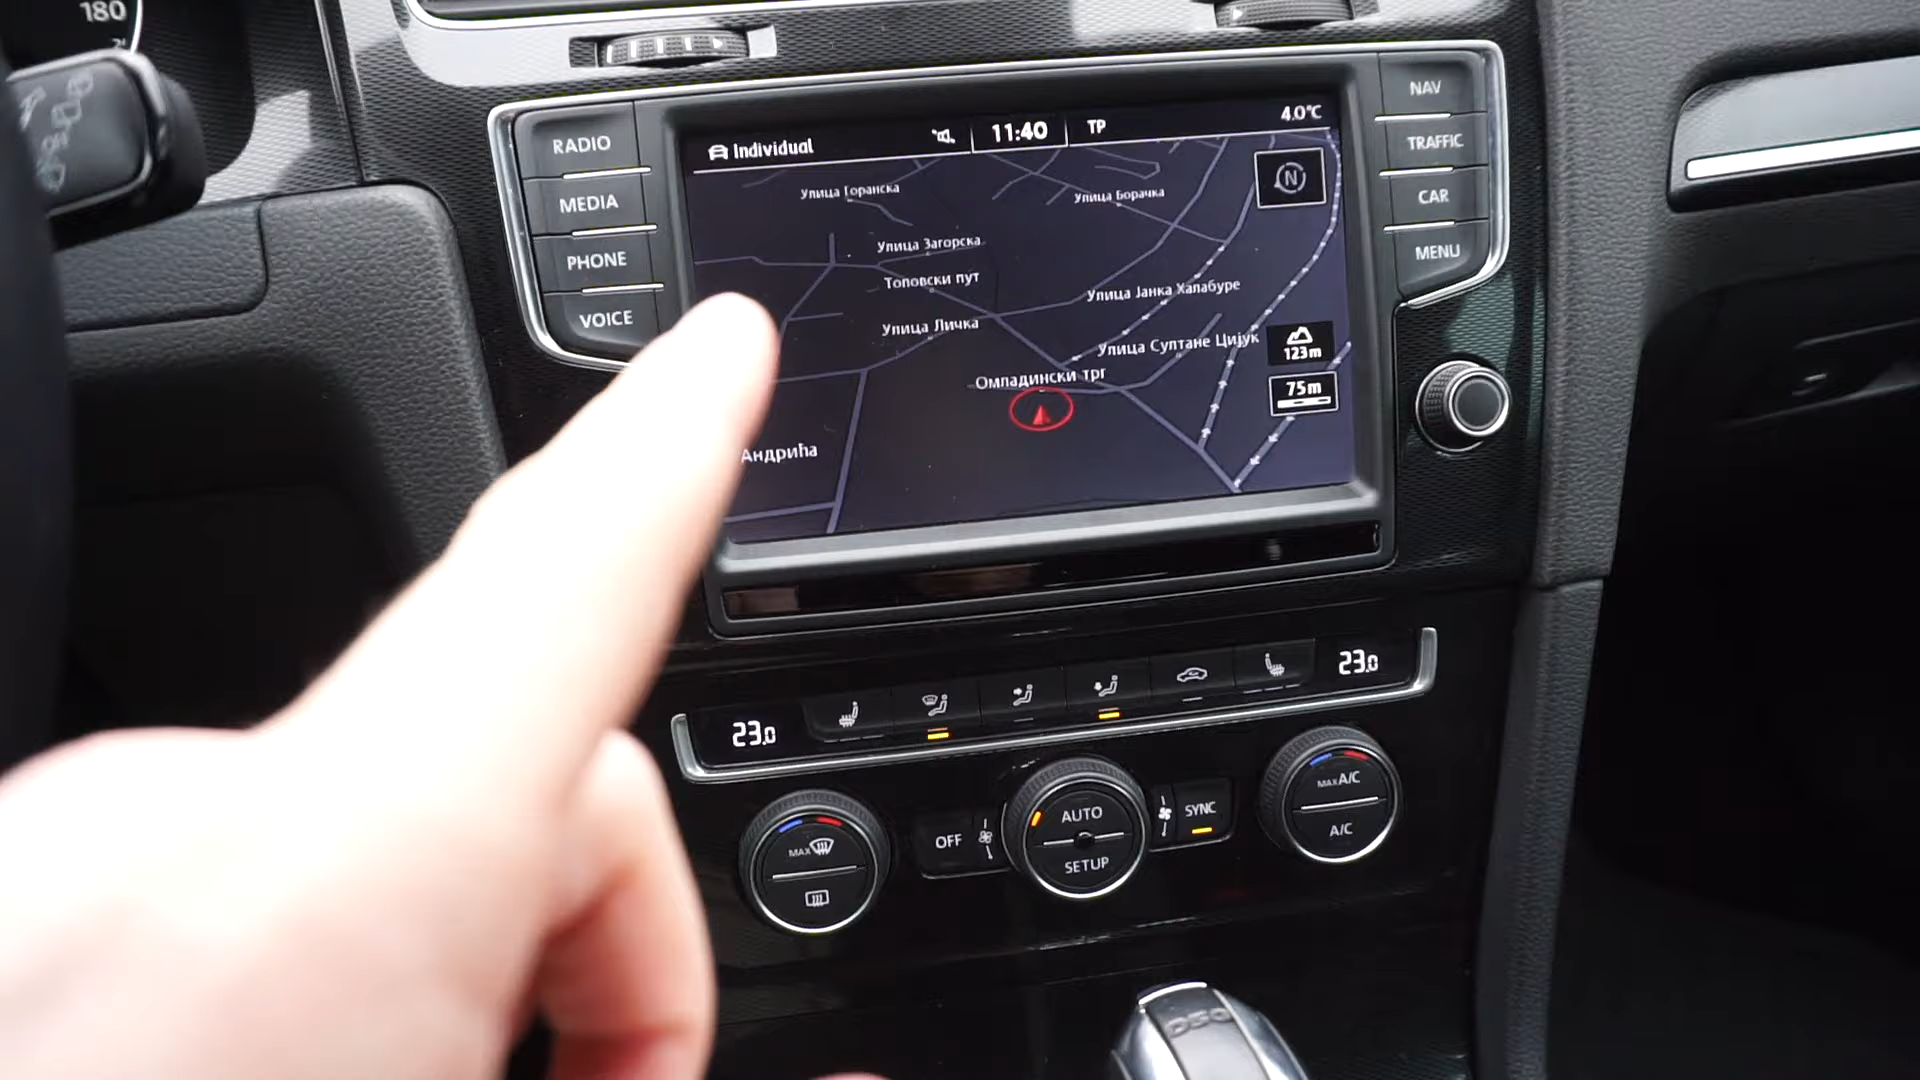 180
RADIO
MEDIA
PHONE
VOICE
Individual
11:40
TP
4.0°C
N
Улица Горанска
Улица Борачка
Улица Загорска
Топовски пут
Улица Јанка Халабуре
Улица Личка
Улица Султане Цијук
Омладински трг
Андрића
123m
75m
NAV
TRAFFIC
CAR
MENU
23.0
23.0
MAX
OFF
AUTO
SETUP
SYNC
MAX A/C
A/C
DSG